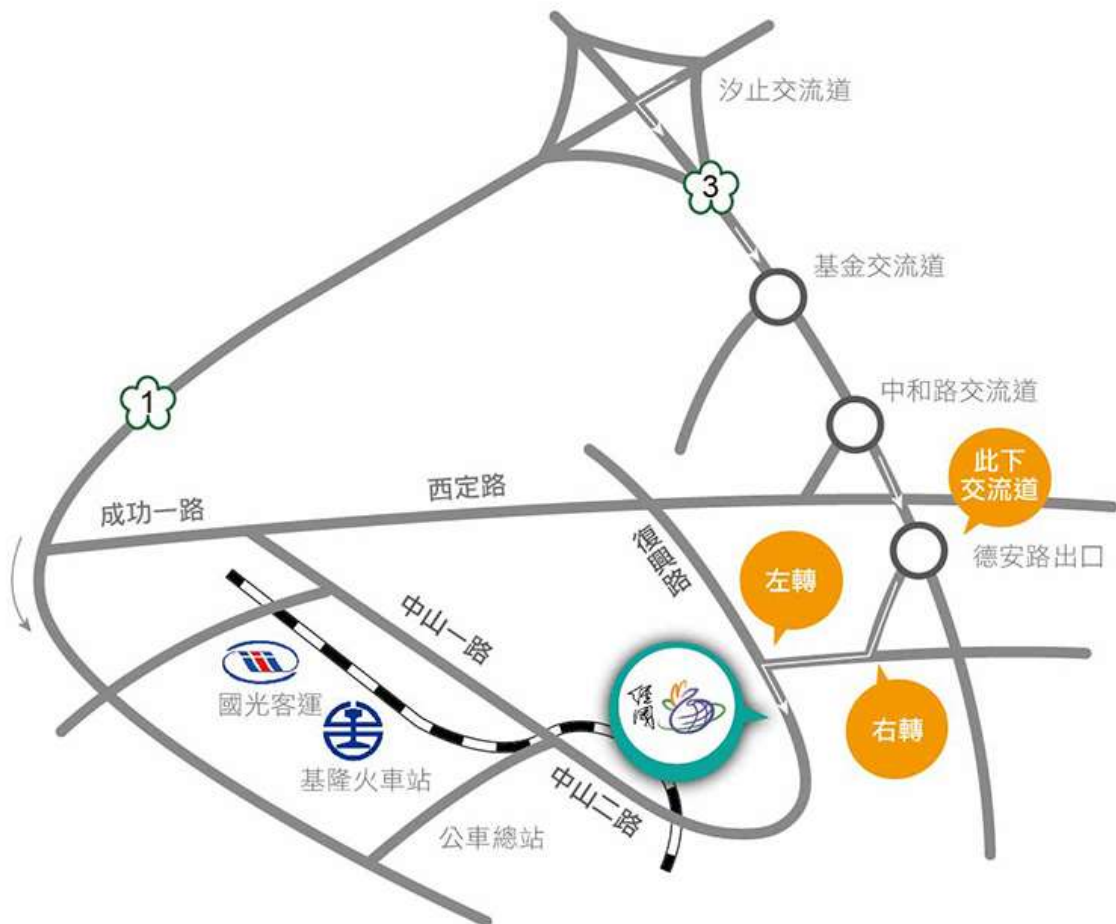 汐止交流道
3
基金交流道
1
中和路交流道
此下
交流道
西定路
成功一路
復興路
德安路出口
左轉
中山一路
經國
國光客運
右轉
基隆火車站
中山二路
公車總站